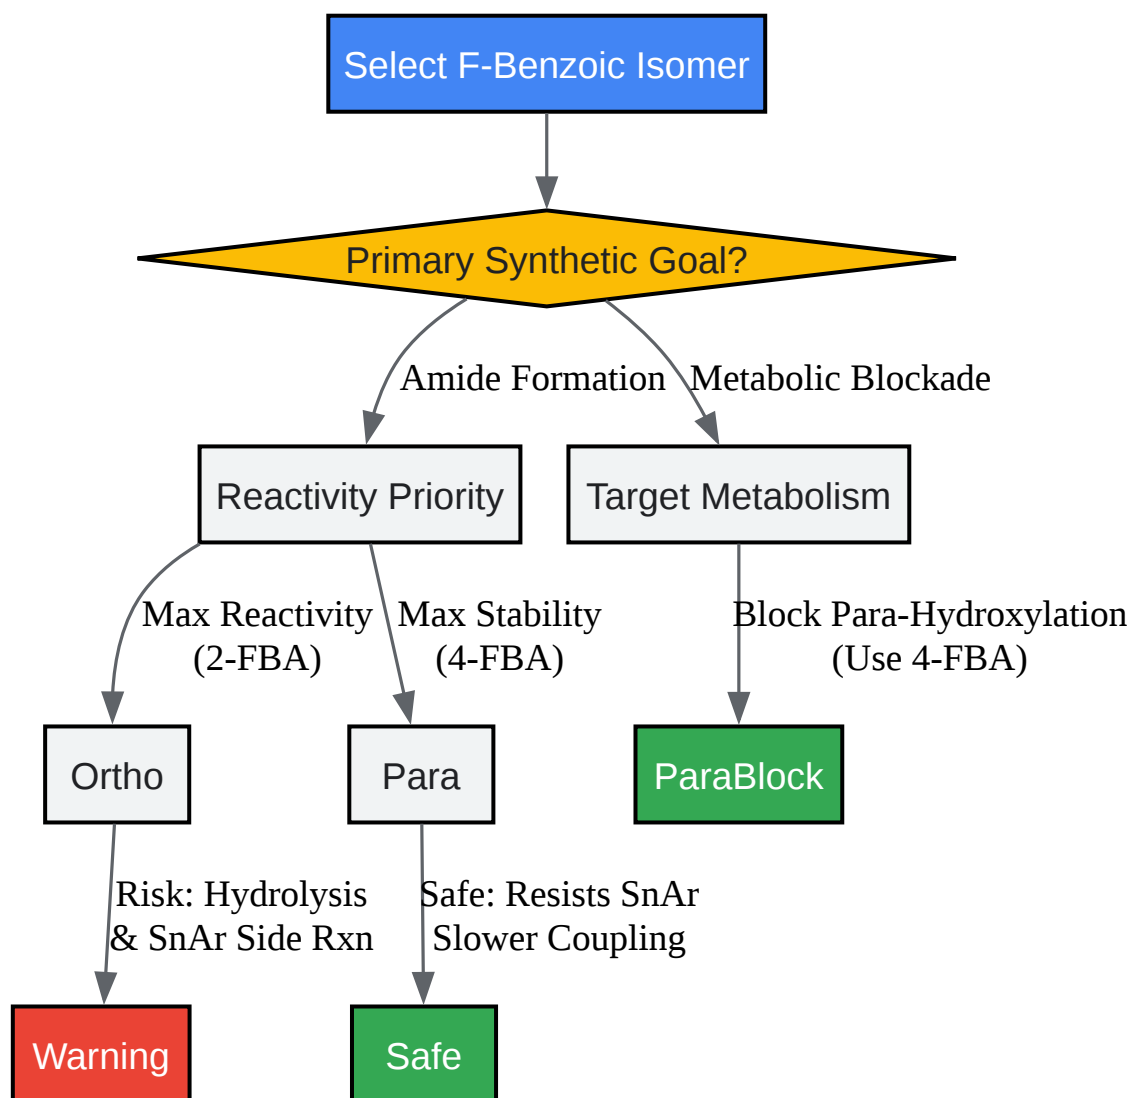 Select F-Benzoic Isomer
Primary Synthetic Goal?
Amide Formation
Metabolic Blockade
Reactivity Priority
Target Metabolism
Max Reactivity
(2-FBA)
Max Stability
(4-FBA)
Block Para-Hydroxylation
(Use 4-FBA)
Ortho
Para
ParaBlock
Risk: Hydrolysis
& SnAr Side Rxn
Safe: Resists SnAr
Slower Coupling
Warning
Safe